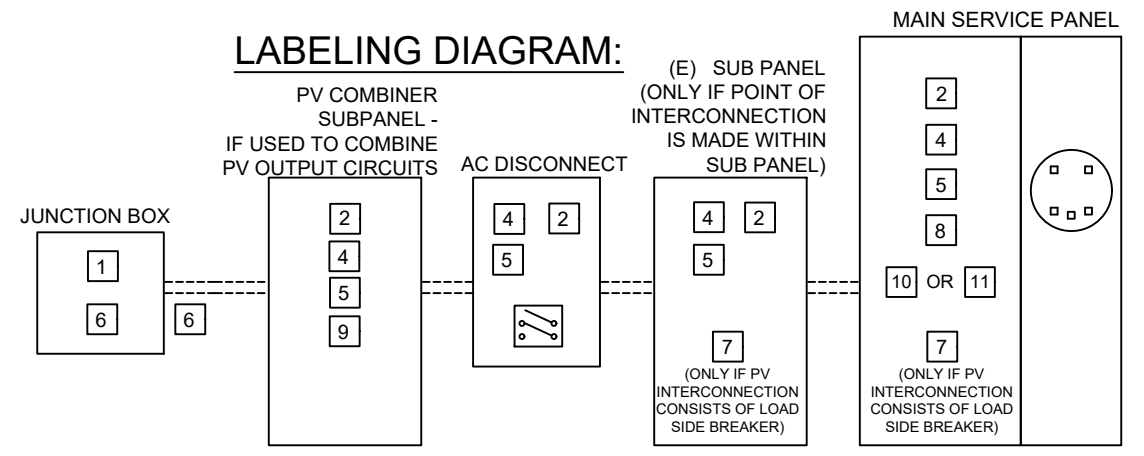 MAIN SERVICE PANEL
LABELING DIAGRAM:
JUNCTION BOX
1
6
6
PV COMBINER
SUBPANEL -
IF USED TO COMBINE
PV OUTPUT CIRCUITS
2
4
5
9
AC DISCONNECT
4 2
5
(E) SUB PANEL
(ONLY IF POINT OF
INTERCONNECTION
IS MADE WITHIN
SUB PANEL)
4 2
5
7
(ONLY IF PV
INTERCONNECTION
CONSISTS OF LOAD
SIDE BREAKER)
2
4
5
8
10 OR 11
7
(ONLY IF PV
INTERCONNECTION
CONSISTS OF LOAD
SIDE BREAKER)